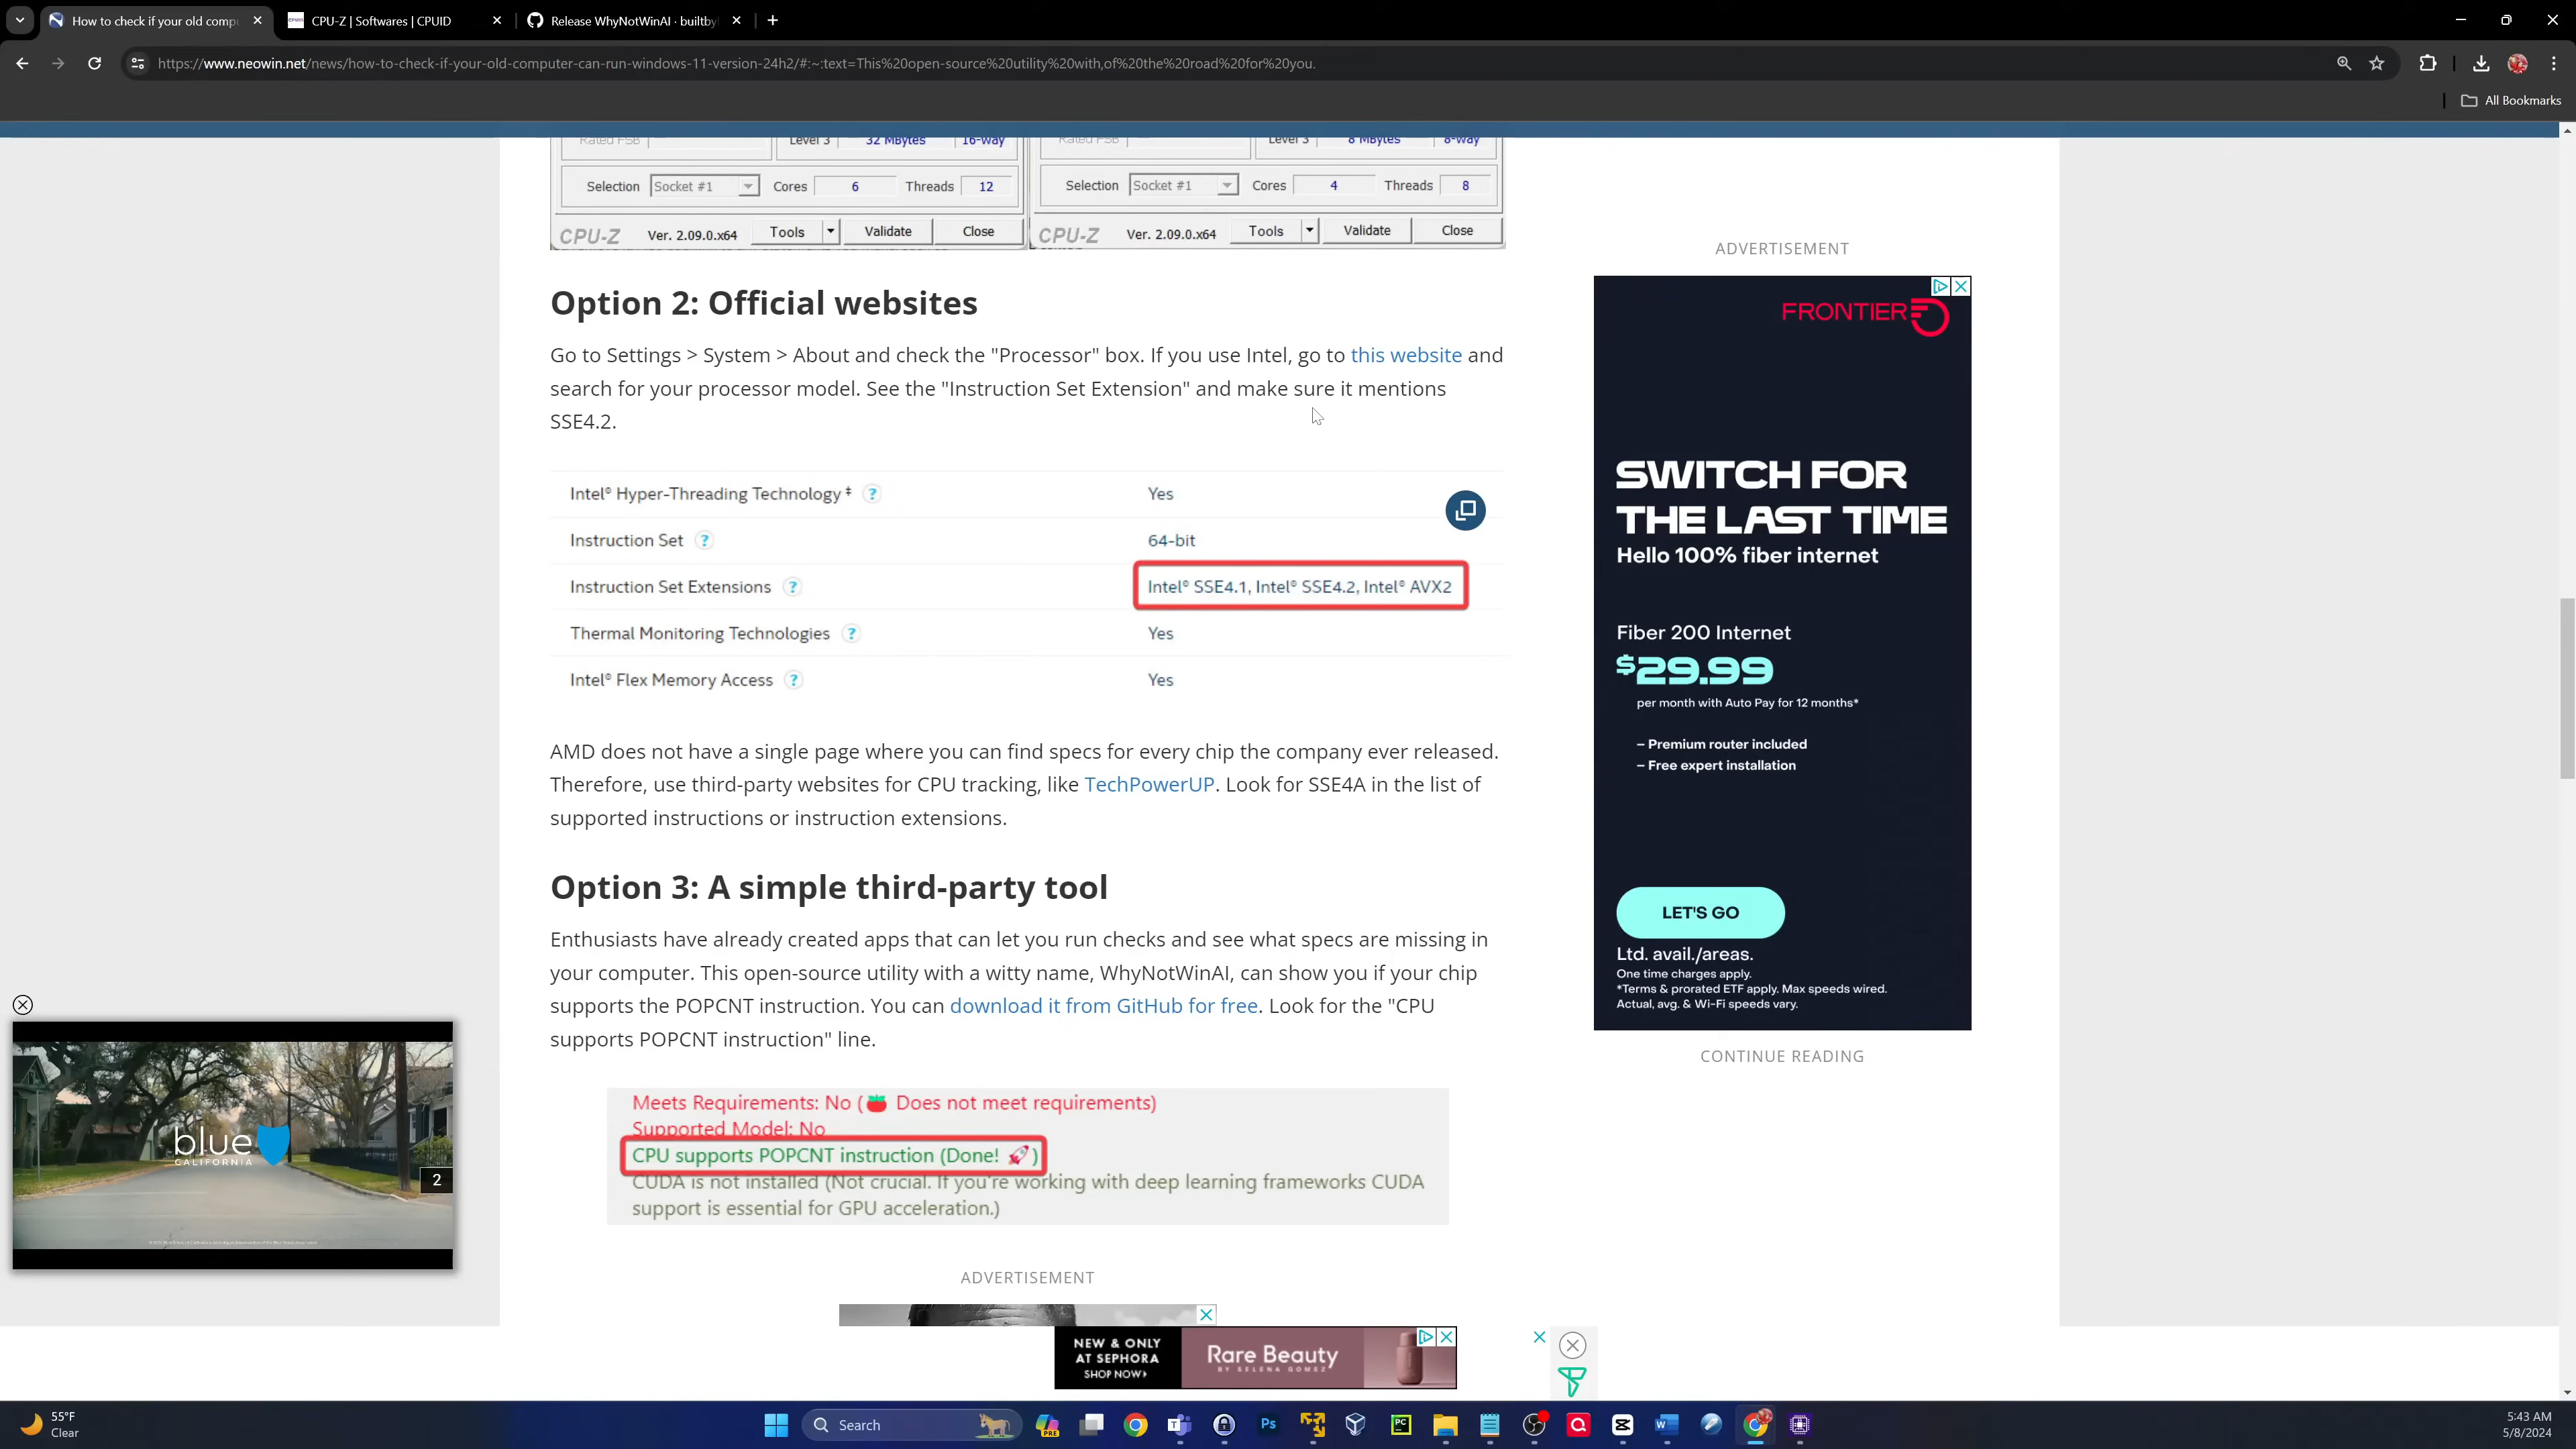 How to check if your old compu
CPU-Z | Softwares | CPUID
Release WhyNotWinAI · builtby
https://www.neowin.net/news/how-to-check-if-your-old-computer-can-run-windows-11-version-24h2/#:~:text=This%20open-source%20utility%20with,of%20the%20road%20for%20you.
All Bookmarks
Rated FSB Level 3 32 MBytes 16-way Rated FSB Level 3 8 MBytes 8-way
Selection Socket #1 Cores 6 Threads 12 Selection Socket #1 Cores 4 Threads 8
CPU-Z Ver. 2.09.0.x64 Tools Validate Close CPU-Z Ver. 2.09.0.x64 Tools Validate Close
Option 2: Official websites
Go to Settings > System > About and check the "Processor" box. If you use Intel, go to this website and
search for your processor model. See the "Instruction Set Extension" and make sure it mentions
SSE4.2.
Intel® Hyper-Threading Technology ‡ ? Yes
Instruction Set ? 64-bit
Instruction Set Extensions ? Intel® SSE4.1, Intel® SSE4.2, Intel® AVX2
Thermal Monitoring Technologies ? Yes
Intel® Flex Memory Access ? Yes
AMD does not have a single page where you can find specs for every chip the company ever released.
Therefore, use third-party websites for CPU tracking, like TechPowerUP. Look for SSE4A in the list of
supported instructions or instruction extensions.
Option 3: A simple third-party tool
Enthusiasts have already created apps that can let you run checks and see what specs are missing in
your computer. This open-source utility with a witty name, WhyNotWinAI, can show you if your chip
supports the POPCNT instruction. You can download it from GitHub for free. Look for the "CPU
supports POPCNT instruction" line.
Meets Requirements: No (🍅 Does not meet requirements)
Supported Model: No
CPU supports POPCNT instruction (Done! 🚀)
CUDA is not installed (Not crucial. If you're working with deep learning frameworks CUDA
support is essential for GPU acceleration.)
ADVERTISEMENT
ADVERTISEMENT
FRONTIER
SWITCH FOR
THE LAST TIME
Hello 100% fiber internet
Fiber 200 Internet
$29.99
per month with Auto Pay for 12 months*
– Premium router included
– Free expert installation
LET'S GO
Ltd. avail./areas.
One time charges apply.
*Terms & prorated ETF apply. Max speeds wired.
Actual, avg. & Wi-Fi speeds vary.
CONTINUE READING
blue
CALIFORNIA
2
NEW & ONLY
AT SEPHORA
SHOP NOW
Rare Beauty
BY SELENA GOMEZ
55°F
Clear
Search
PRE
Ps
PC
5:43 AM
5/8/2024